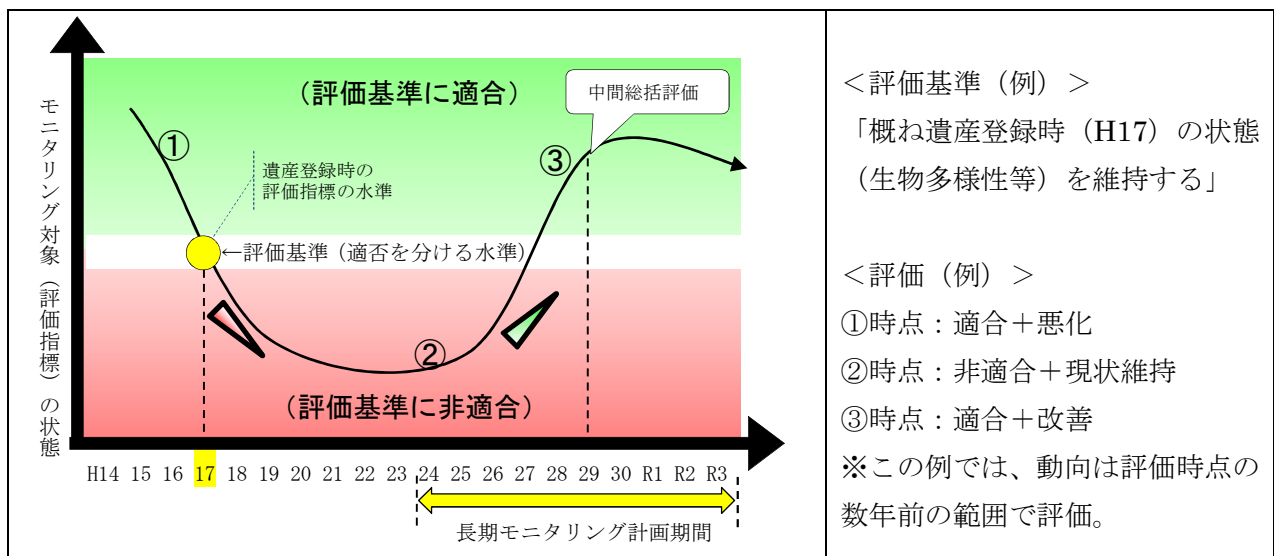 モニタリング対象（評価指標）の状態
(評価基準に適合)
中間総括評価
①
③
遺産登録時の
評価指標の水準
←評価基準（適否を分ける水準）
②
(評価基準に非適合)
H14 15 16 17 18 19 20 21 22 23 24 25 26 27 28 29 30 R1 R2 R3
長期モニタリング計画期間
＜評価基準（例）＞
「概ね遺産登録時（H17）の状態
（生物多様性等）を維持する」
＜評価（例）＞
①時点：適合＋悪化
②時点：非適合＋現状維持
③時点：適合＋改善
※この例では、動向は評価時点の
数年前の範囲で評価。